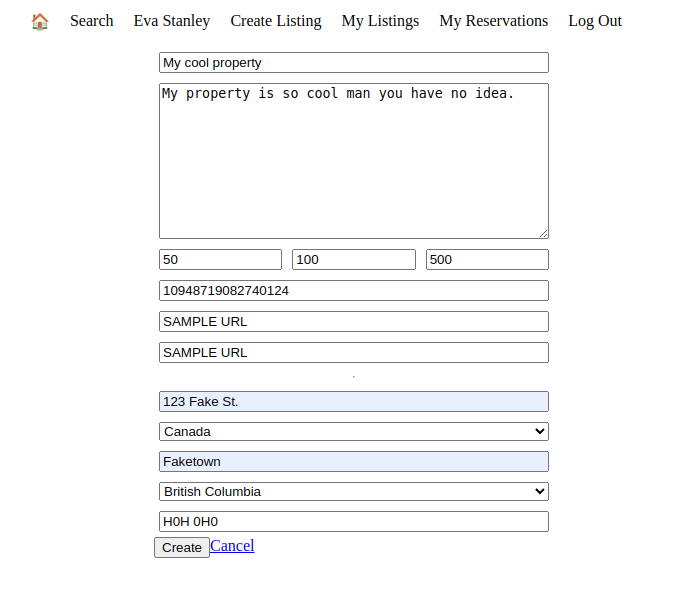 Search Eva Stanley Create Listing My Listings My Reservations Log Out
My cool property
My property is so cool man you have no idea.
50 100 500
10948719082740124
SAMPLE URL
SAMPLE URL
123 Fake St.
Canada
Faketown
British Columbia
H0H 0H0
Create Cancel